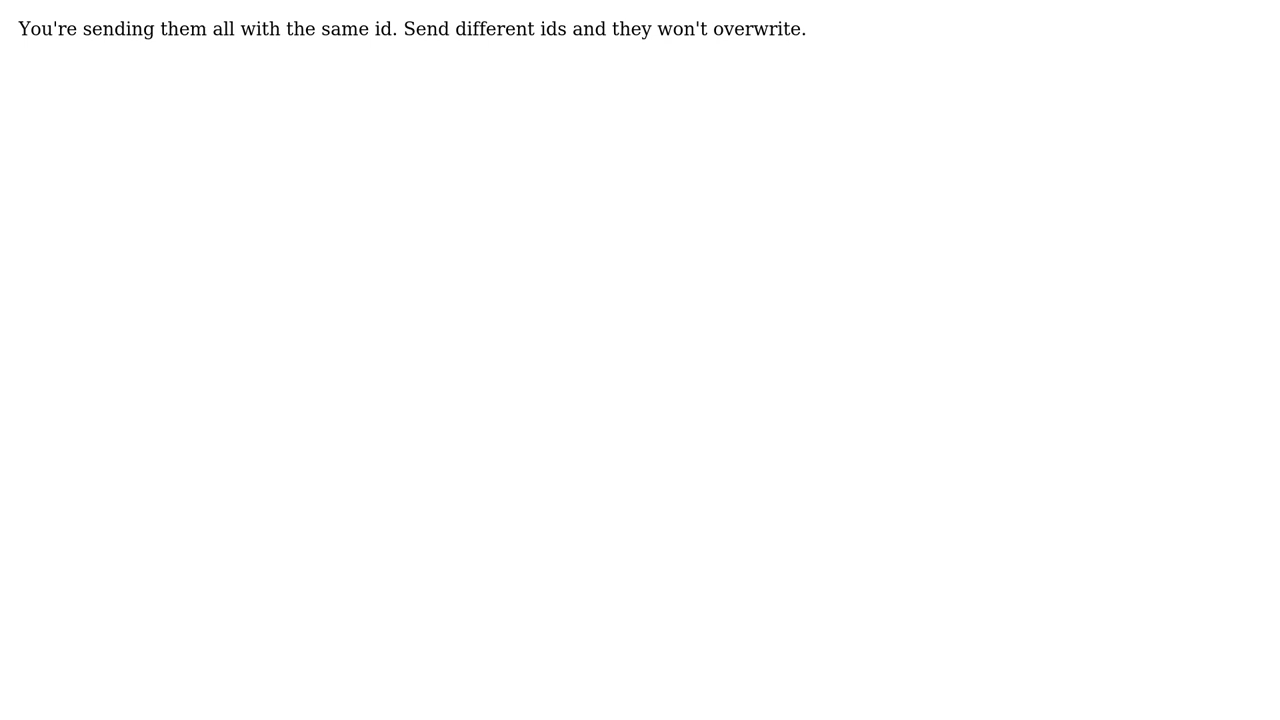 You're sending them all with the same id. Send different ids and they won't overwrite.